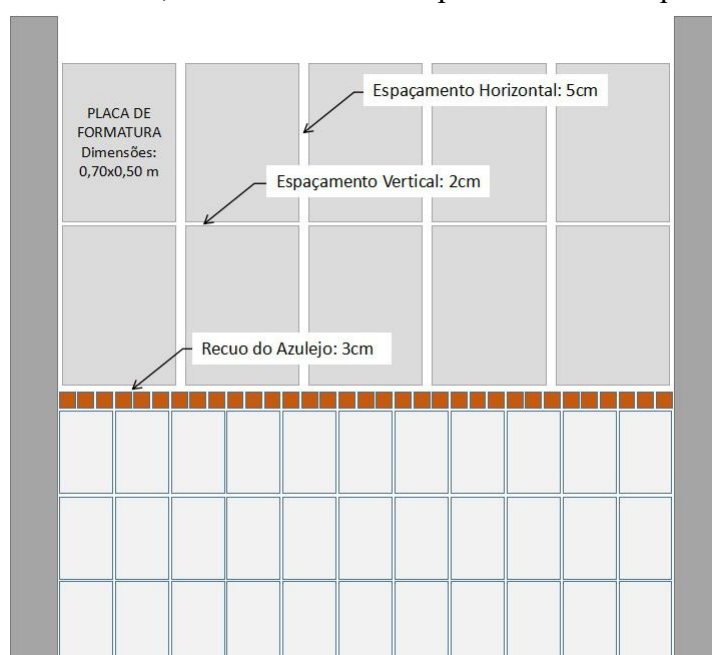 PLACA DE
FORMATURA
Dimensões:
0,70x0,50 m
Espaçamento Horizontal: 5cm
Espaçamento Vertical: 2cm
Recuo do Azulejo: 3cm